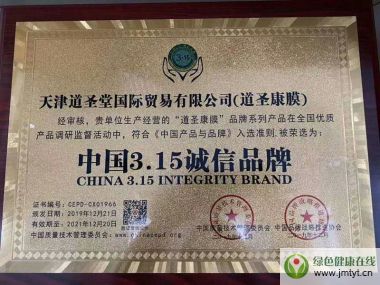 3·15
天津道圣堂国际贸易有限公司(道圣康膜)
经审核，贵单位生产经营的“道圣康膜”品牌系列产品在全国优质
产品调研监督活动中，符合《中国产品与品牌》入选准则.被荣选为：
中国3.15诚信品牌
CHINA 3.15 INTEGRITY BRAND
证书编号：CEPD-CX01966
颁发日期：2019年12月21日
有效期至：2021年12月20日
中国质量技术管理委员会
绿色健康在线
www.jmtyt.cn